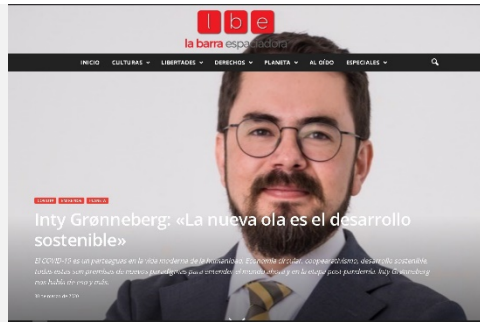 lbe
la barra espaciadora
INICIO CULTURAS LIBERTADES DERECHOS PLANETA AL OÍDO ESPECIALES
Inty Grønneberg: «La nueva ola es el desarrollo
sostenible»
El COVID-19 es un parteaguas en la vida moderna de la humanidad. Economía circular, cooperativismo, desarrollo sostenible,
todas estas son premisas de nuevos paradigmas para entender el mundo ahora y en la etapa post-pandemia. Inty Grønneberg
nos habla de eso y más.